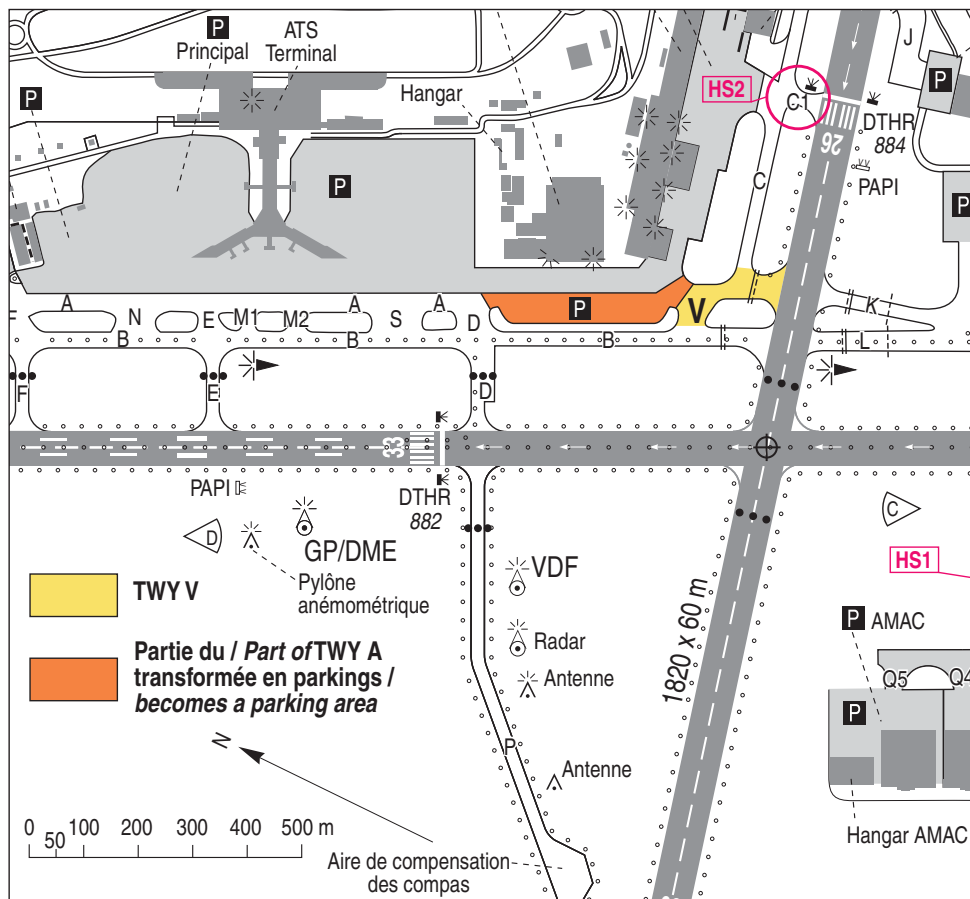 P
Principal
ATS
Terminal
P
Hangar
HS2
C1
J
P
26
DTHR
884
PAPI
P
C
P
A
N
E
M1
M2
A
S
A
D
P
V
K
F
B
B
B
L
F
E
D
33
PAPI
DTHR
882
D
GP/DME
Pylône
anémométrique
VDF
Radar
Antenne
Antenne
P
C
HS1
P AMAC
Q5
Q4
P
Hangar AMAC
1820 x 60 m
TWY V
Partie du / Part of TWY A
transformée en parkings /
becomes a parking area
N
0 50 100 200 300 400 500 m
Aire de compensation
des compas